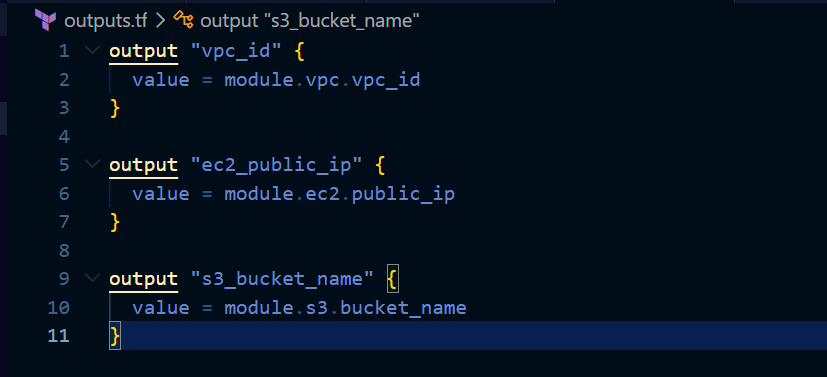 outputs.tf > output "s3_bucket_name"
1 output "vpc_id" {
2   value = module.vpc.vpc_id
3 }
4
5 output "ec2_public_ip" {
6   value = module.ec2.public_ip
7 }
8
9 output "s3_bucket_name" {
10   value = module.s3.bucket_name
11 }